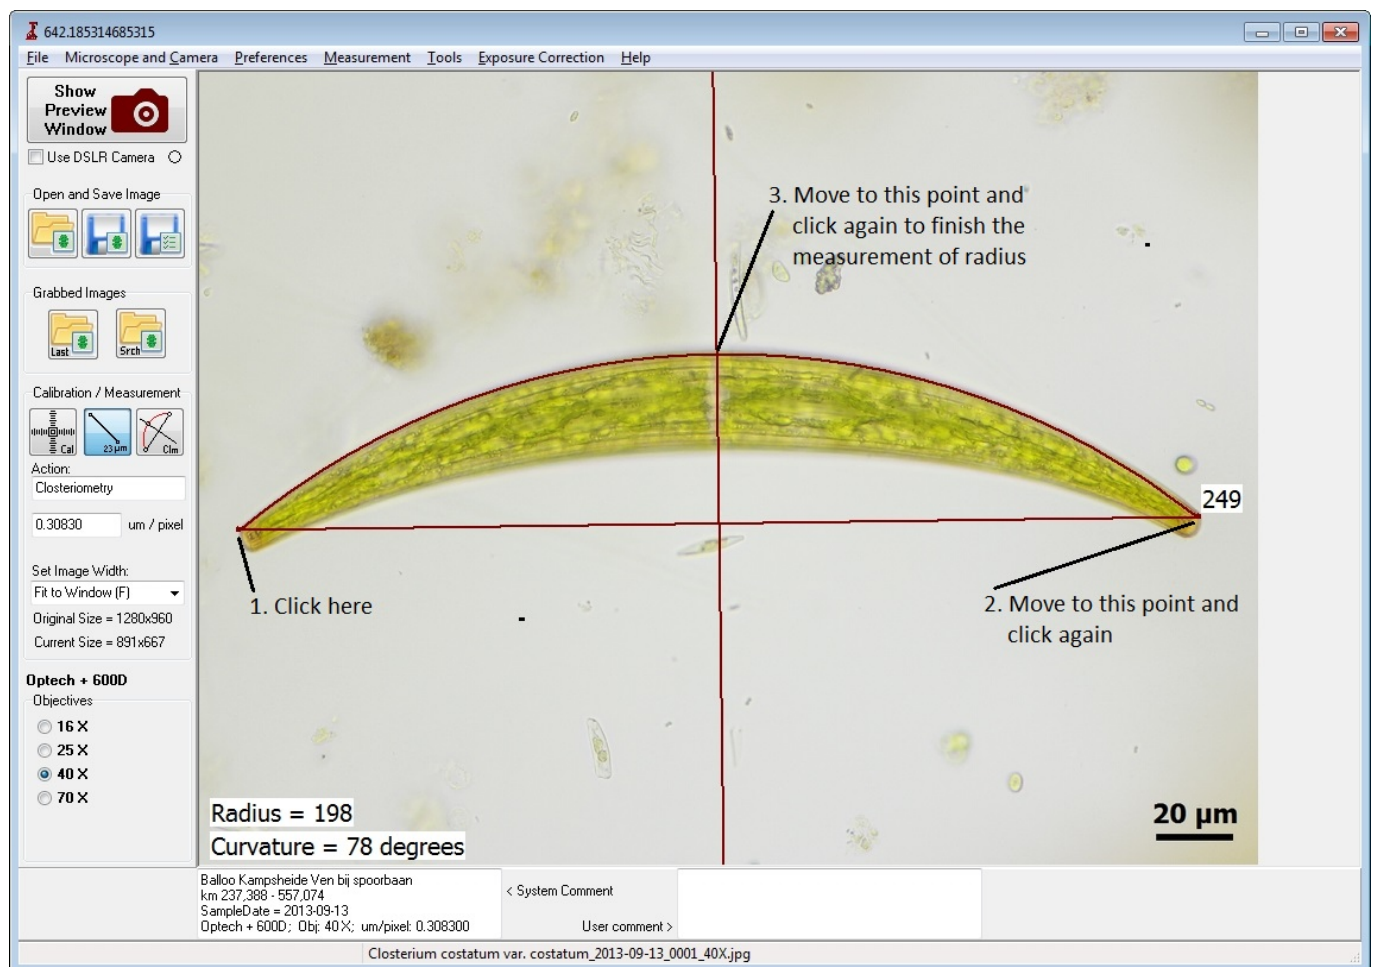 642.185314685315
File Microscope and Camera Preferences Measurement Tools Exposure Correction Help
Show
Preview
Window
Use DSLR Camera
Open and Save Image
Grabbed Images
Last
Srch
Calibration / Measurement
Cal
23 µm
Clm
Action:
Closteriometry
0.30830 um / pixel
Set Image Width:
Fit to Window (F)
Original Size = 1280x960
Current Size = 891x667
Optech + 600D
Objectives
16 X
25 X
40 X
70 X
3. Move to this point and
click again to finish the
measurement of radius
249
1. Click here
2. Move to this point and
click again
Radius = 198
Curvature = 78 degrees
20 µm
Balloo Kampsheide Ven bij spoorbaan
km 237,388 - 557,074
SampleDate = 2013-09-13
Optech + 600D; Obj: 40 X; um/pixel: 0.308300
< System Comment
User comment >
Closterium costatum var. costatum_2013-09-13_0001_40X.jpg